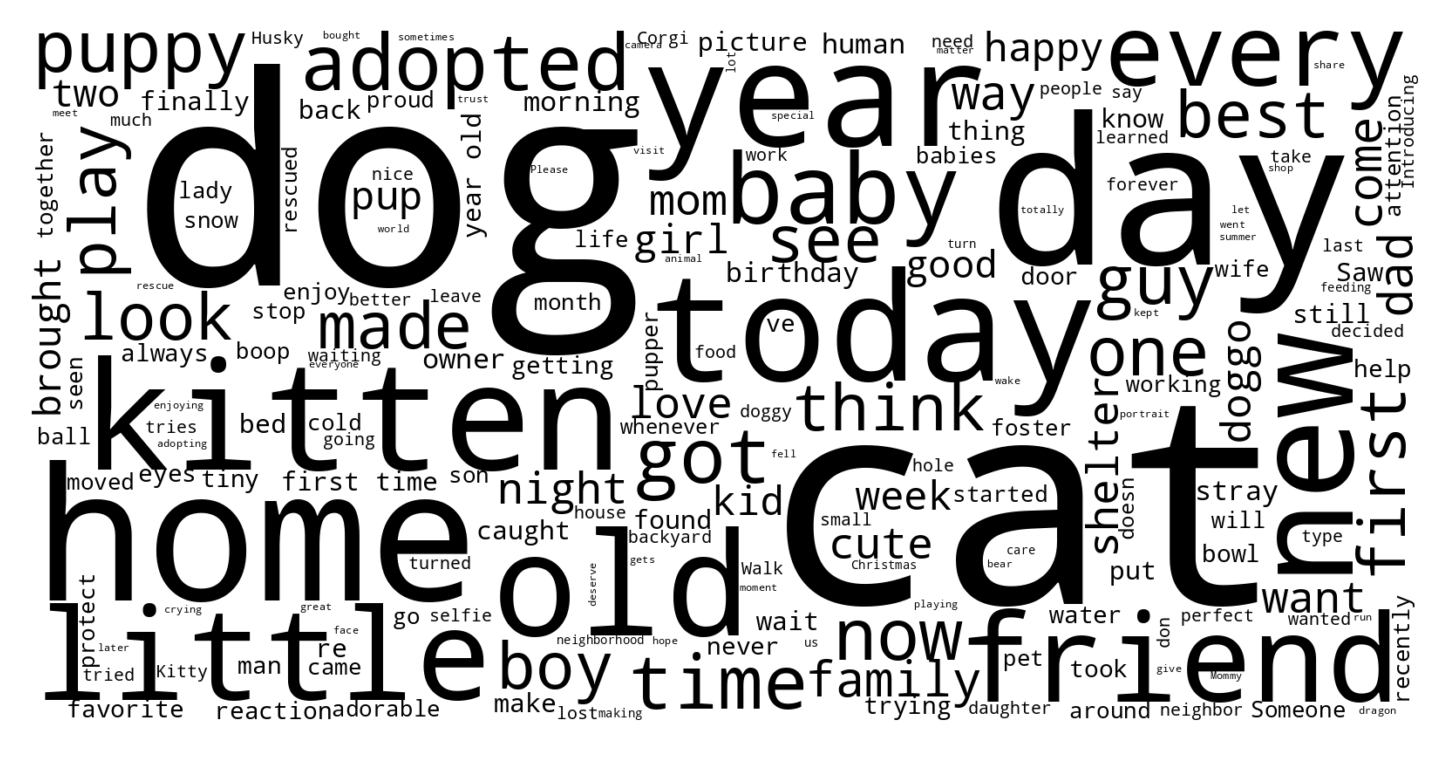 puppy
Husky
bought
sometimes
adopted
camera
Corgi
picture
human
need
matter
happy
every
two
finally
meet
much
back
proud
trust
morning
year
lot
way
people
say
share
best
thing
know
learned
together
play
dog
lady
snow
rescued
nice
pup
world
year old
Please
special
visit
work
babies
mom
baby
day
forever
take
shop
come
attention
Introducing
life
girl
animal
see
turn
totally
let
went
summer
last
birthday
good
door
guy
wife
Saw
feeding
dad
brought
rescue
look
enjoy
better
leave
month
stop
made
today
ve
kept
still
decided
always
boop
waiting
everyone
owner
getting
pupper
food
one
doggo
new
help
seen
kitten
wake
working
enjoying
tries
adopting
ball
bed
cold
going
love
doggy
think
whenever
foster
shelter
portrait
first
moved
eyes
tiny
first time
son
got
fell
cat
hole
night
kid
week
started
stray
home
house
found
small
doesn
will
caught
backyard
cute
type
turned
old
deserve
gets
Walk
moment
Christmas
care
bear
put
bowl
want
protect
little
crying
great
go
selfie
playing
water
perfect
wanted
run
later
face
re
neighborhood
hope
wait
now
friend
don
recently
tried
Kitty
man
came
boy
never
us
time
family
pet
took
give
Mommy
favorite
reaction
adorable
make
lost
making
trying
daughter
around
neighbor
Someone
dragon